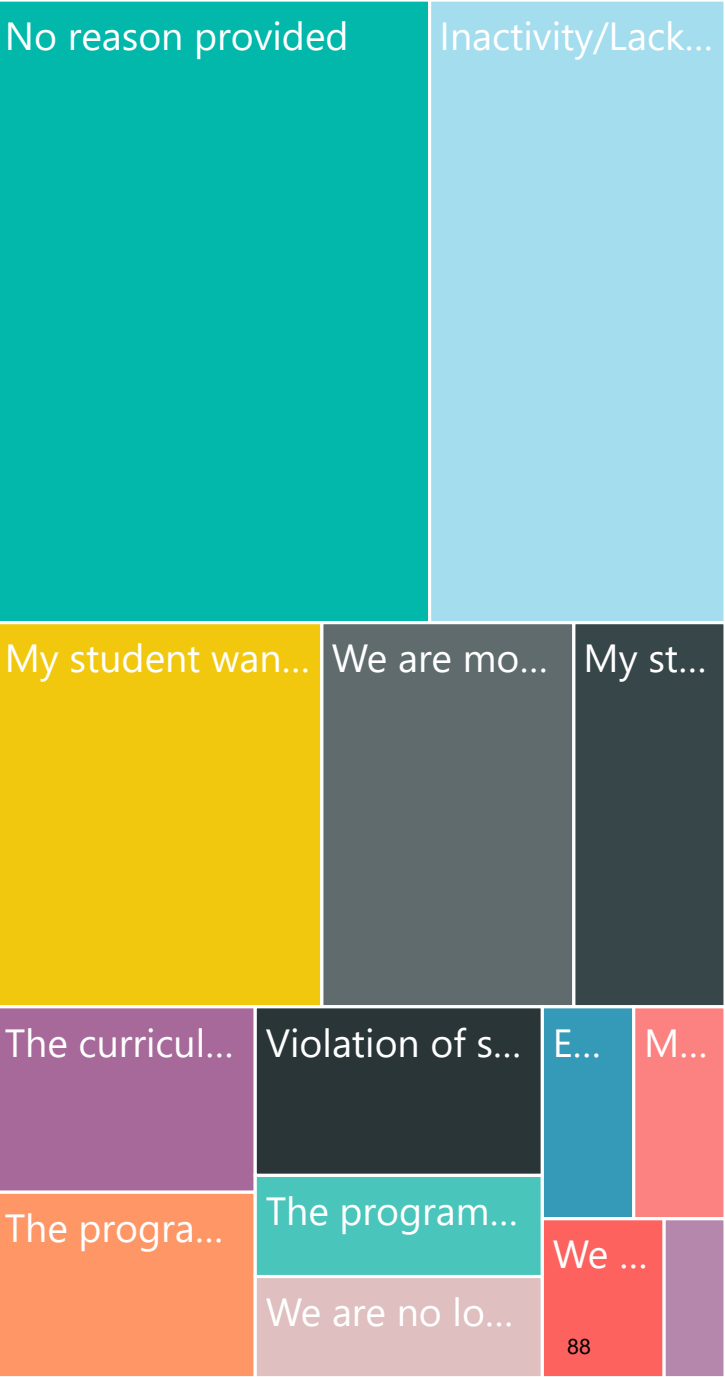 No reason provided
Inactivity/Lack...
My student wan...
We are mo...
My st...
The curricul...
Violation of s...
E...
M...
The progra...
The program...
We ...
We are no lo...
88